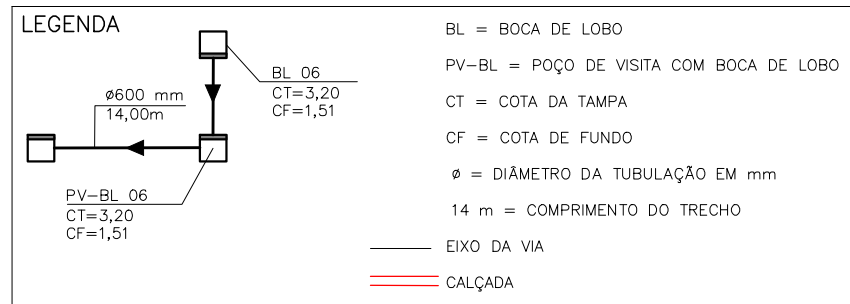 LEGENDA
BL 06
CT=3,20
CF=1,51
ø600 mm
14,00m
PV-BL 06
CT=3,20
CF=1,51
BL = BOCA DE LOBO
PV-BL = POÇO DE VISITA COM BOCA DE LOBO
CT = COTA DA TAMPA
CF = COTA DE FUNDO
ø = DIÂMETRO DA TUBULAÇÃO EM mm
14 m = COMPRIMENTO DO TRECHO
EIXO DA VIA
CALÇADA